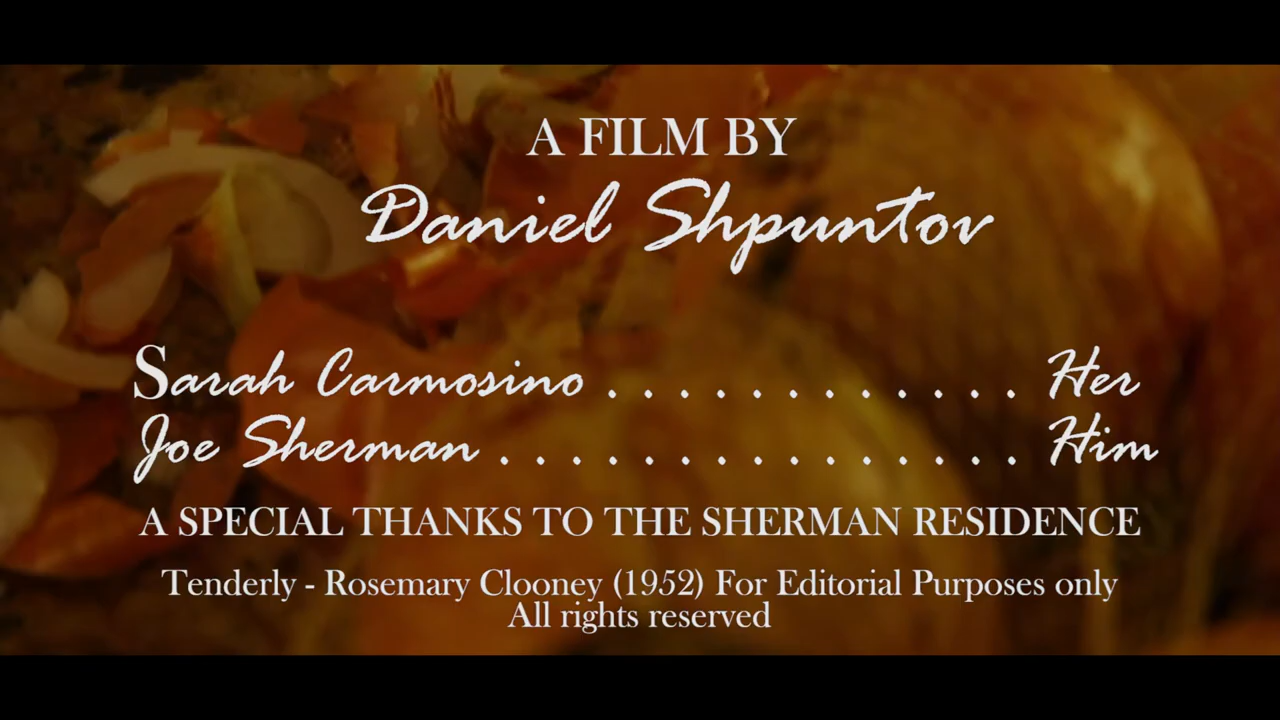 A FILM BY
Daniel Shpuntov
Sarah Carmosino . . . . . . . . . . . . Her
Joe Sherman . . . . . . . . . . . . . . . Him
A SPECIAL THANKS TO THE SHERMAN RESIDENCE
Tenderly - Rosemary Clooney (1952) For Editorial Purposes only
All rights reserved